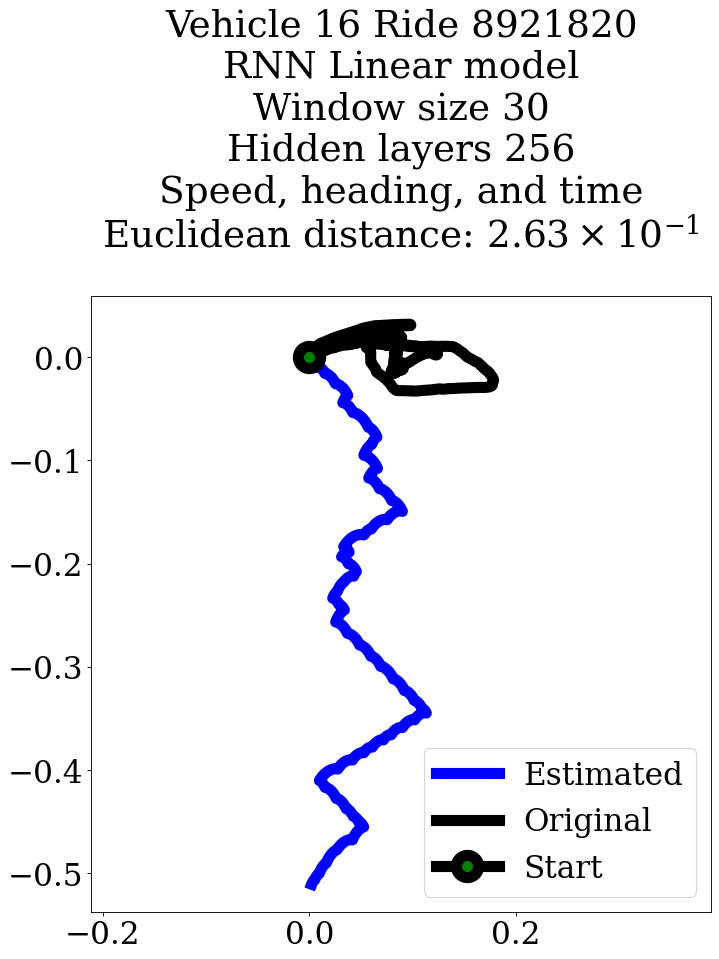 Vehicle 16 Ride 8921820
RNN Linear model
Window size 30
Hidden layers 256
Speed, heading, and time
Euclidean distance: 2.63 × 10⁻¹
0.0
−0.1
−0.2
−0.3
−0.4
−0.5
Estimated
Original
Start
−0.2
0.0
0.2